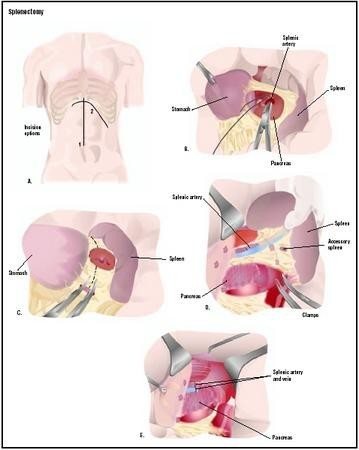 Splenectomy
Incision
options
2
1
A.
Splenic
artery
Stomach
Spleen
Pancreas
B.
Stomach
Spleen
C.
Splenic artery
Spleen
Accessory
spleen
Pancreas
Clamps
D.
Splenic artery
and vein
Pancreas
E.